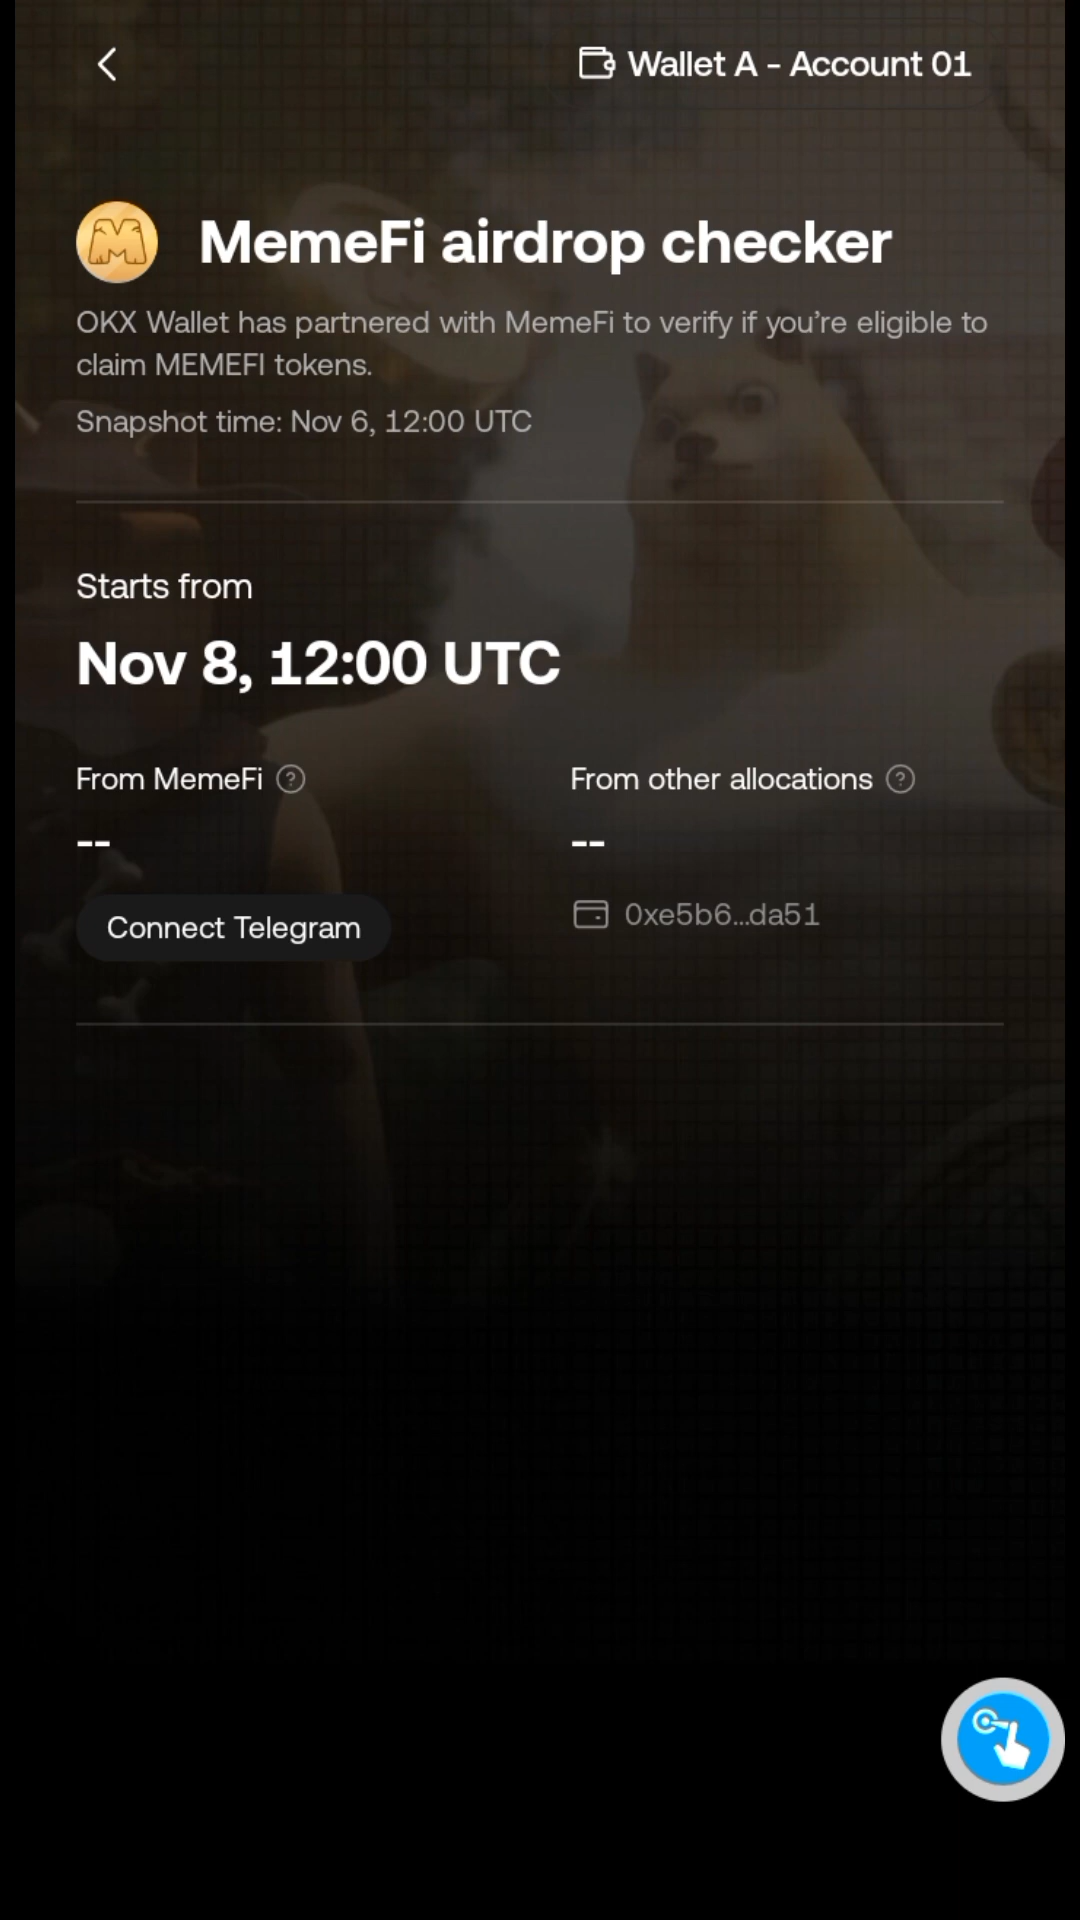 Wallet A - Account 01
MemeFi airdrop checker
OKX Wallet has partnered with MemeFi to verify if you’re eligible to
claim MEMEFI tokens.
Snapshot time: Nov 6, 12:00 UTC
Starts from
Nov 8, 12:00 UTC
From MemeFi ?
From other allocations ?
--
--
Connect Telegram
0xe5b6...da51